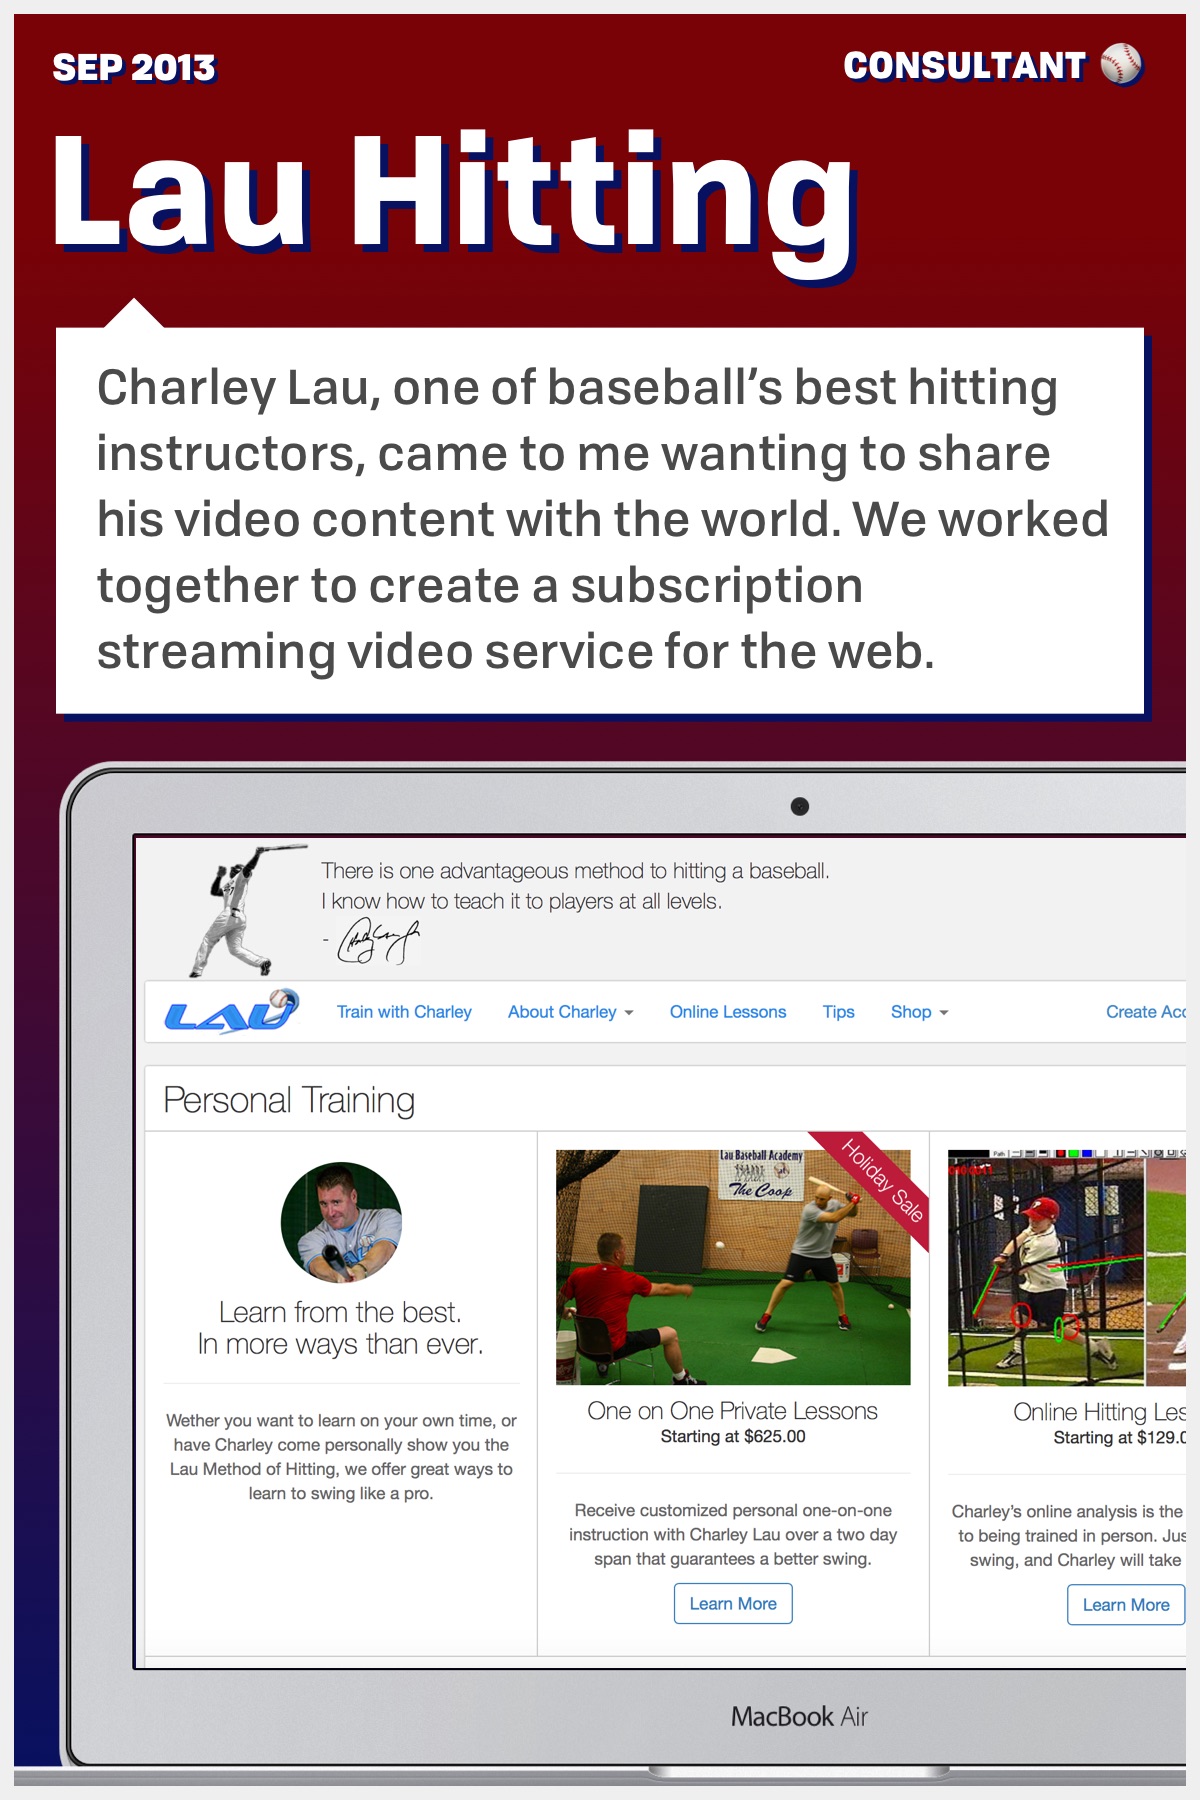 SEP 2013
CONSULTANT
Lau Hitting
Charley Lau, one of baseball’s best hitting
instructors, came to me wanting to share
his video content with the world. We worked
together to create a subscription
streaming video service for the web.
There is one advantageous method to hitting a baseball.
I know how to teach it to players at all levels.
-
LAU
Train with Charley
About Charley
Online Lessons
Tips
Shop
Create Acc
Personal Training
Learn from the best.
In more ways than ever.
Wether you want to learn on your own time, or
have Charley come personally show you the
Lau Method of Hitting, we offer great ways to
learn to swing like a pro.
Lau Baseball Academy
The Coop
Holiday Sale
One on One Private Lessons
Starting at $625.00
Receive customized personal one-on-one
instruction with Charley Lau over a two day
span that guarantees a better swing.
Learn More
Path
Online Hitting Les
Starting at $129.0
Charley’s online analysis is the
to being trained in person. Jus
swing, and Charley will take
Learn More
MacBook Air